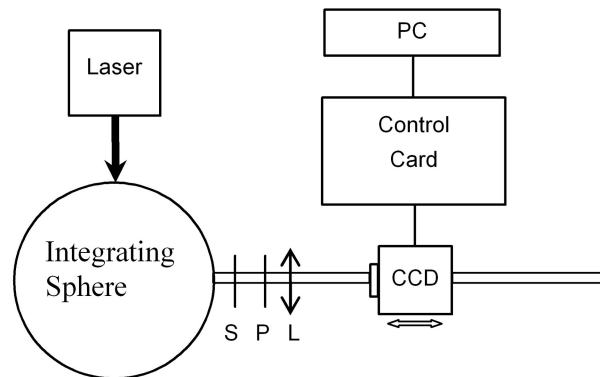 PC
Laser
Control
Card
Integrating
Sphere
CCD
S P L